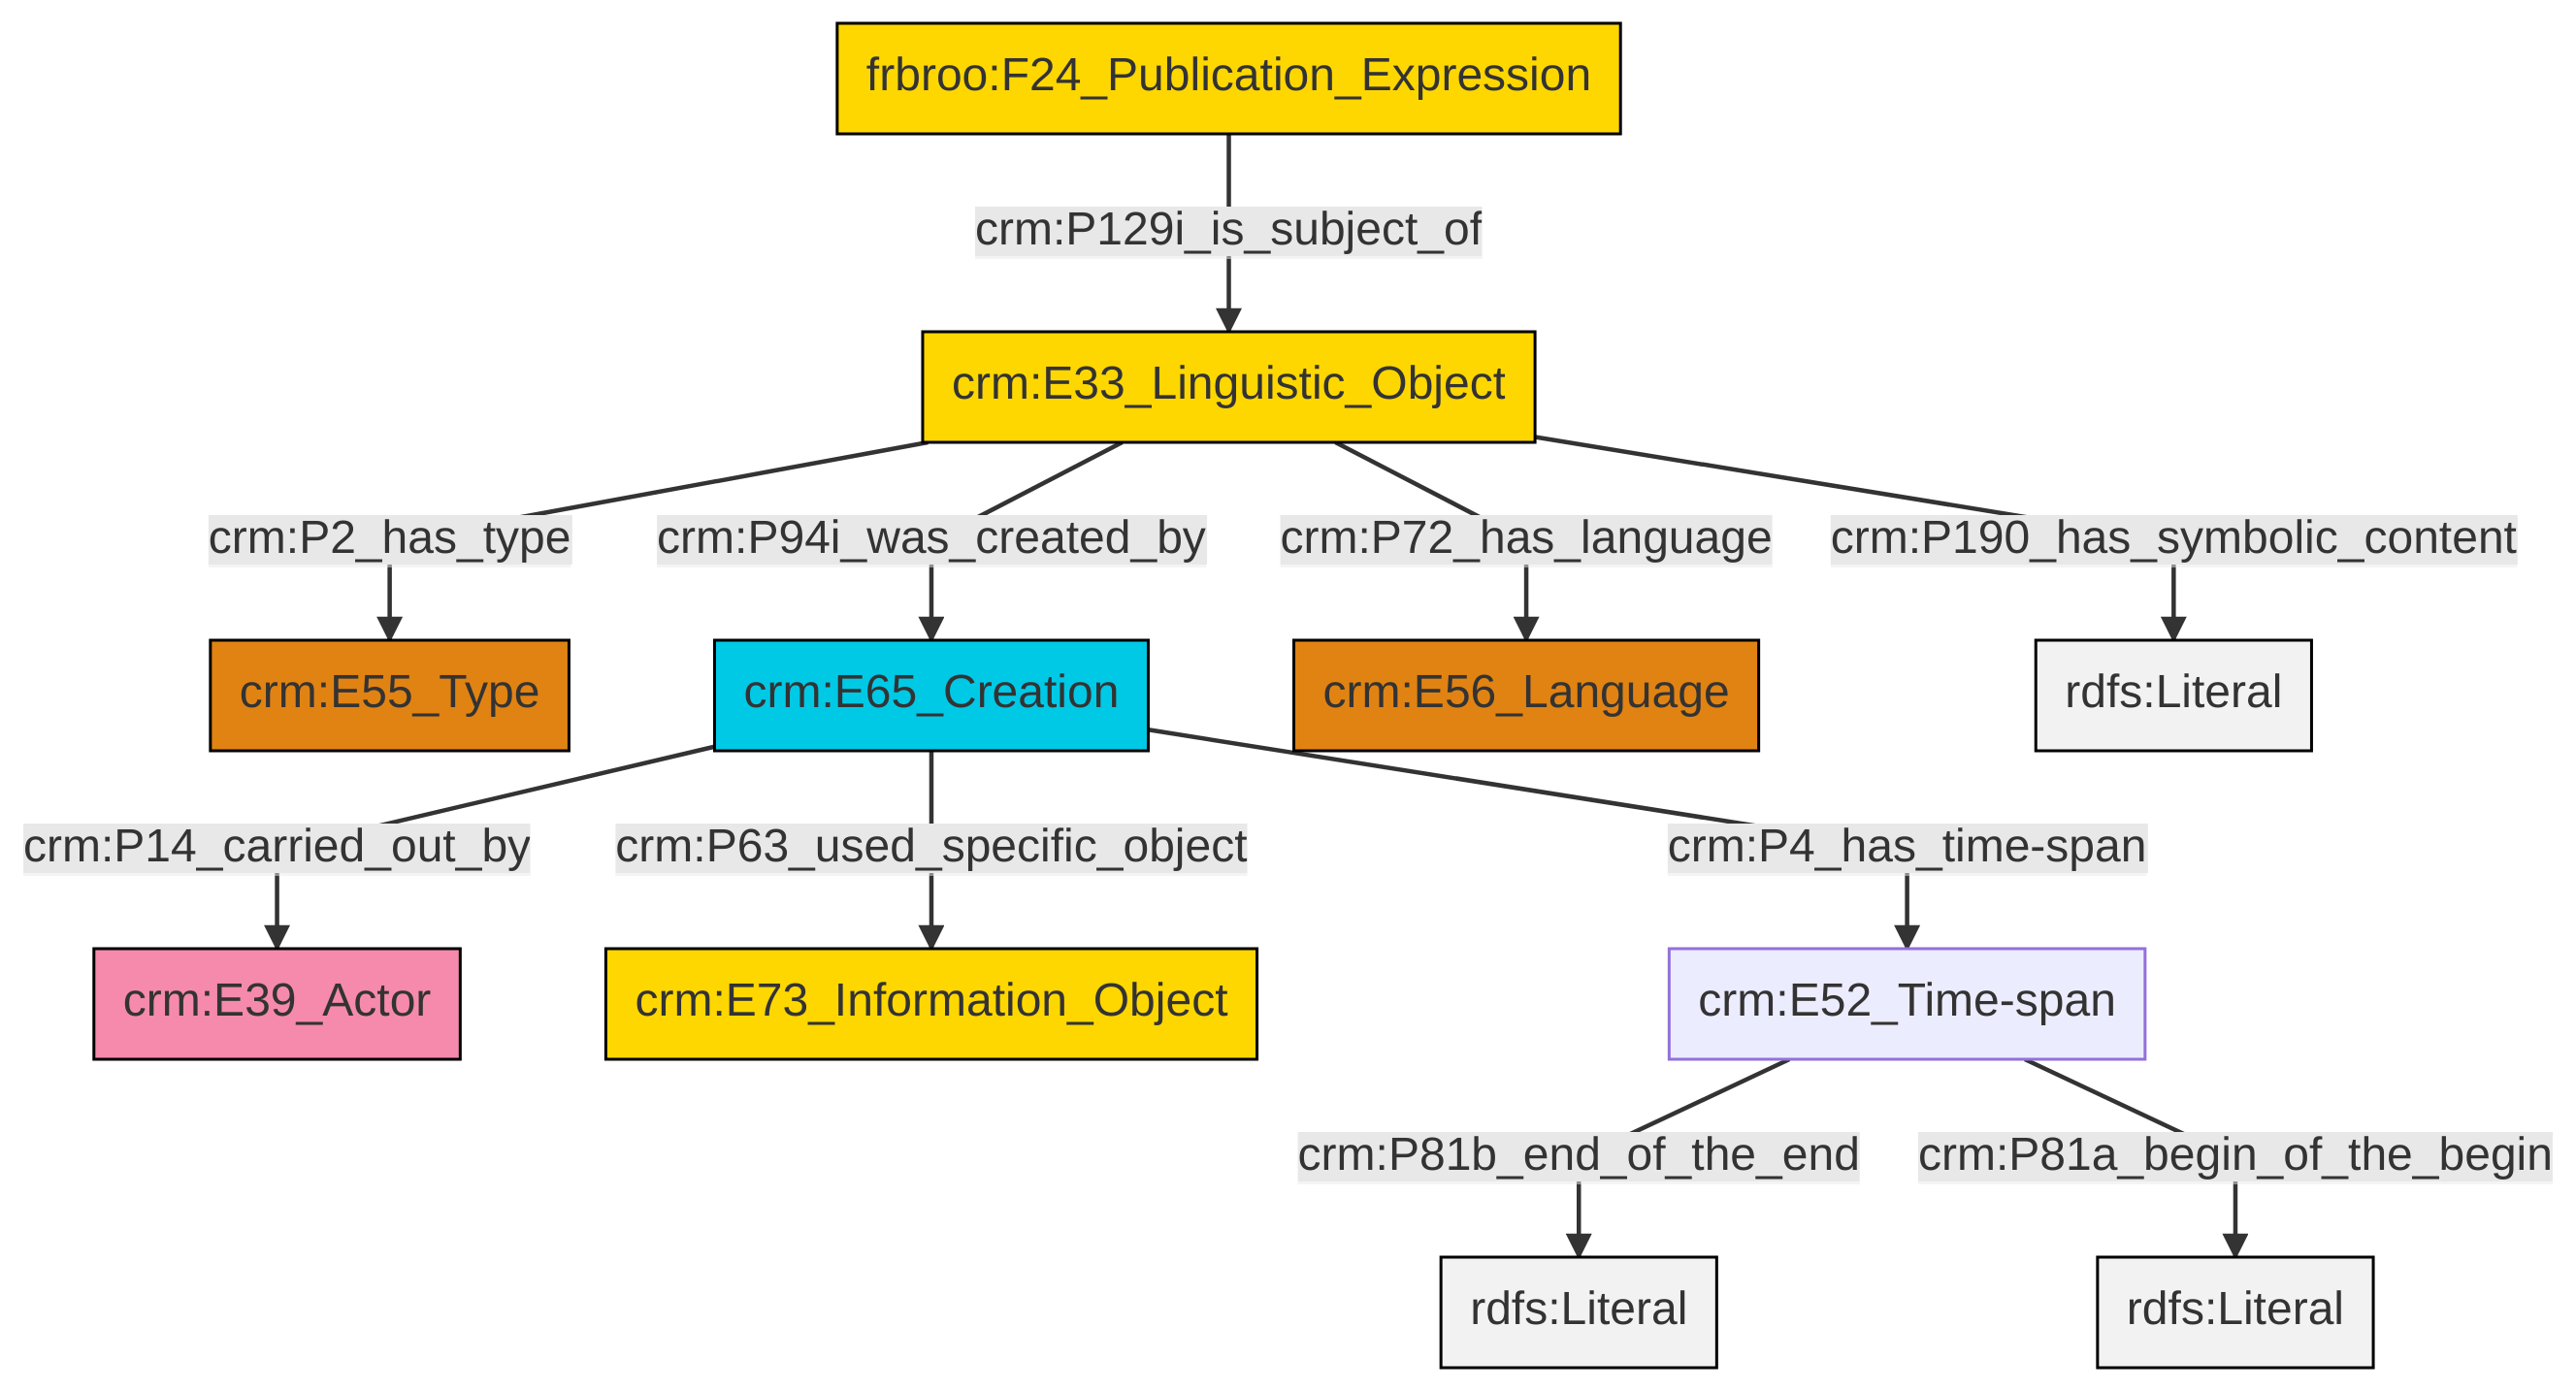 frbroo:F24_Publication_Expression
crm:P129i_is_subject_of
crm:E33_Linguistic_Object
crm:P2_has_type
crm:P94i_was_created_by
crm:P72_has_language
crm:P190_has_symbolic_content
crm:E55_Type
crm:E65_Creation
crm:E56_Language
rdfs:Literal
crm:P14_carried_out_by
crm:P63_used_specific_object
crm:P4_has_time-span
crm:E39_Actor
crm:E73_Information_Object
crm:E52_Time-span
crm:P81b_end_of_the_end
crm:P81a_begin_of_the_begin
rdfs:Literal
rdfs:Literal